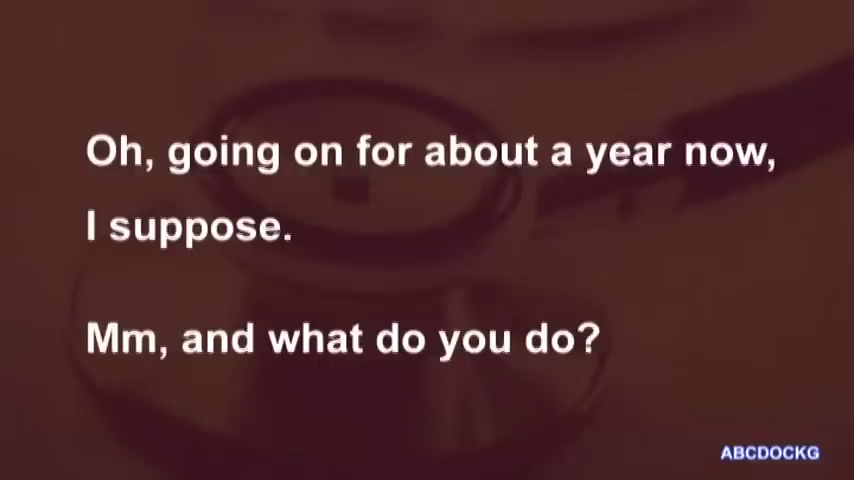 Oh, going on for about a year now,
I suppose.
Mm, and what do you do?
ABCDOCKG